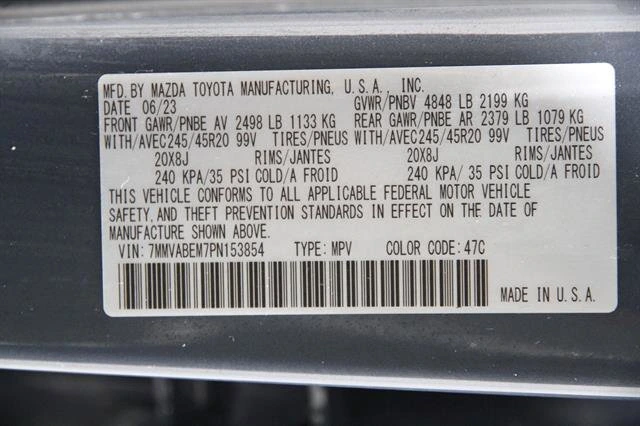 MFD. BY MAZDA TOYOTA MANUFACTURING, U.S.A., INC.
DATE 06/23 GVWR/PNBV 4848 LB 2199 KG
FRONT GAWR/PNBE AV 2498 LB 1133 KG REAR GAWR/PNBE AR 2379 LB 1079 KG
WITH/AVEC245/45R20 99V TIRES/PNEUS WITH/AVEC245/45R20 99V TIRES/PNEUS
20X8J RIMS/JANTES 20X8J RIMS/JANTES
240 KPA/35 PSI COLD/A FROID 240 KPA/ 35 PSI COLD/A FROID
THIS VEHICLE CONFORMS TO ALL APPLICABLE FEDERAL MOTOR VEHICLE
SAFETY, AND THEFT PREVENTION STANDARDS IN EFFECT ON THE DATE OF
MANUFACTURE SHOWN ABOVE.
VIN: 7MMVABEM7PN153854 TYPE: MPV COLOR CODE: 47C
MADE IN U.S.A.